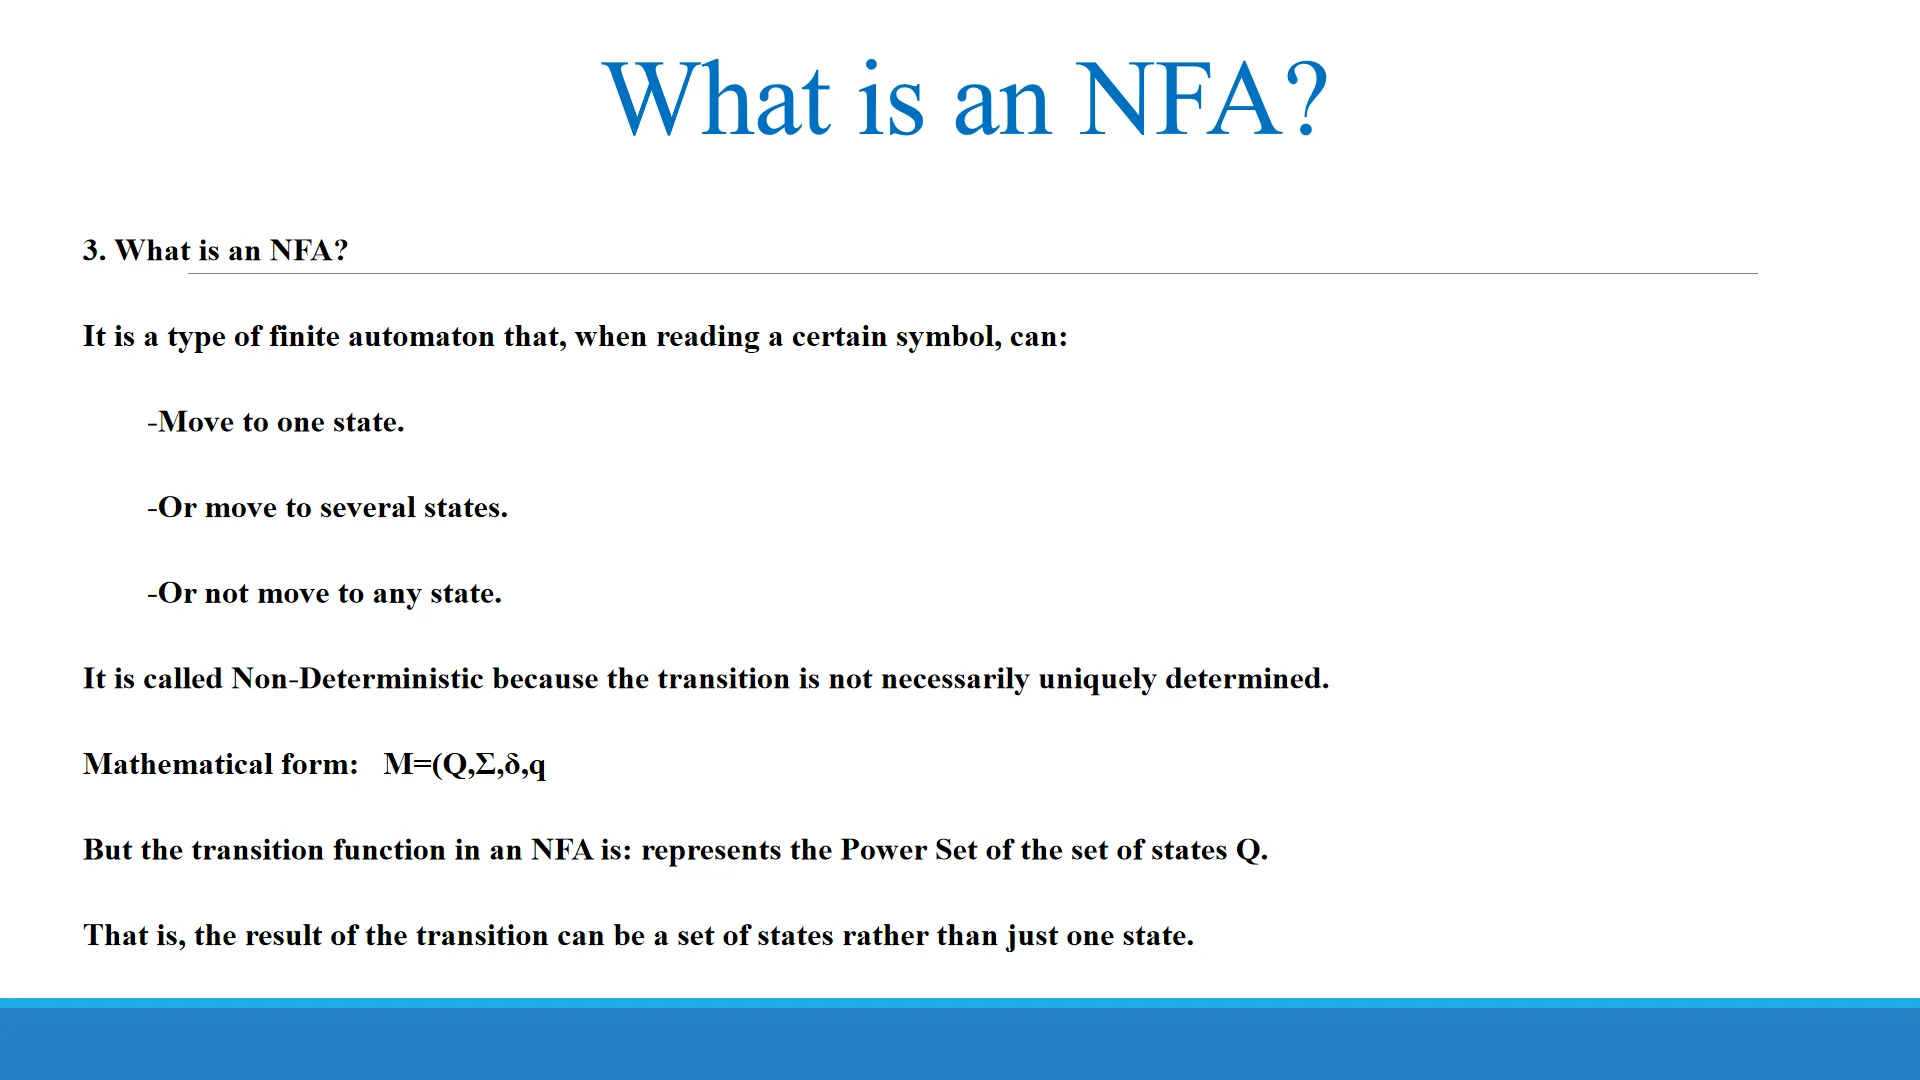 What is an NFA?
3. What is an NFA?
It is a type of finite automaton that, when reading a certain symbol, can:
-Move to one state.
-Or move to several states.
-Or not move to any state.
It is called Non-Deterministic because the transition is not necessarily uniquely determined.
Mathematical form:   M=(Q,Σ,δ,q
But the transition function in an NFA is: represents the Power Set of the set of states Q.
That is, the result of the transition can be a set of states rather than just one state.